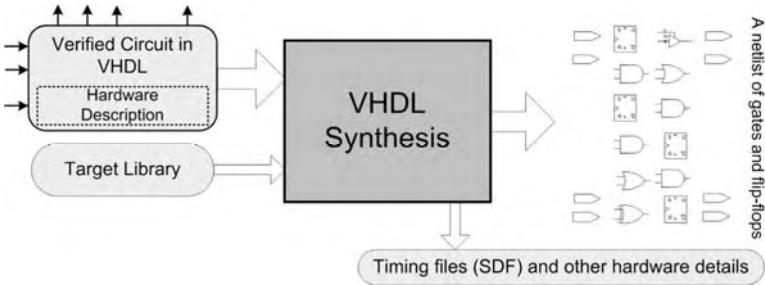 Verified Circuit in
VHDL
Hardware
Description
Target Library
VHDL
Synthesis
A netlist of gates and flip-flops
Timing files (SDF) and other hardware details